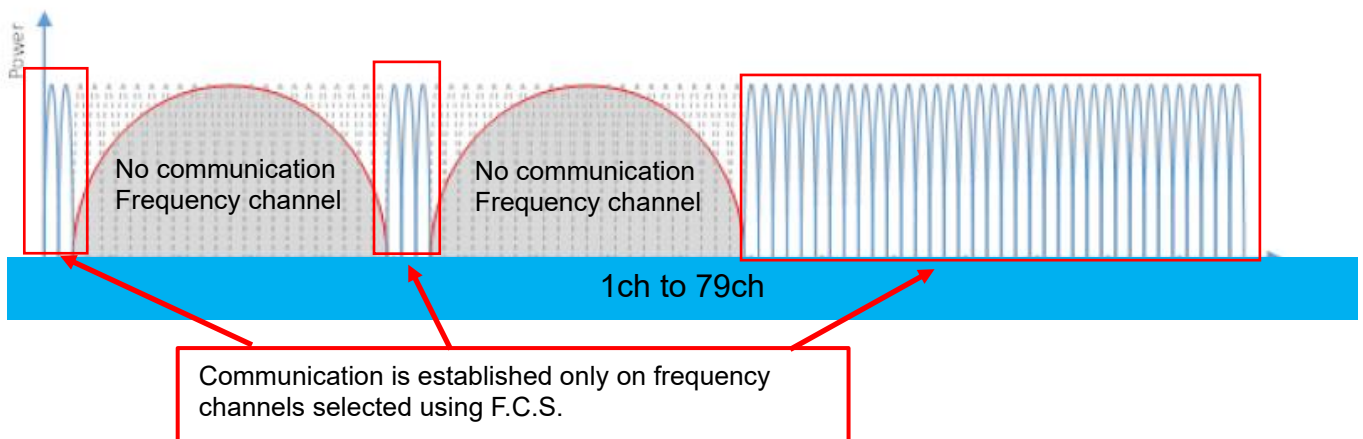 Power
No communication
Frequency channel
No communication
Frequency channel
1ch to 79ch
Communication is established only on frequency
channels selected using F.C.S.